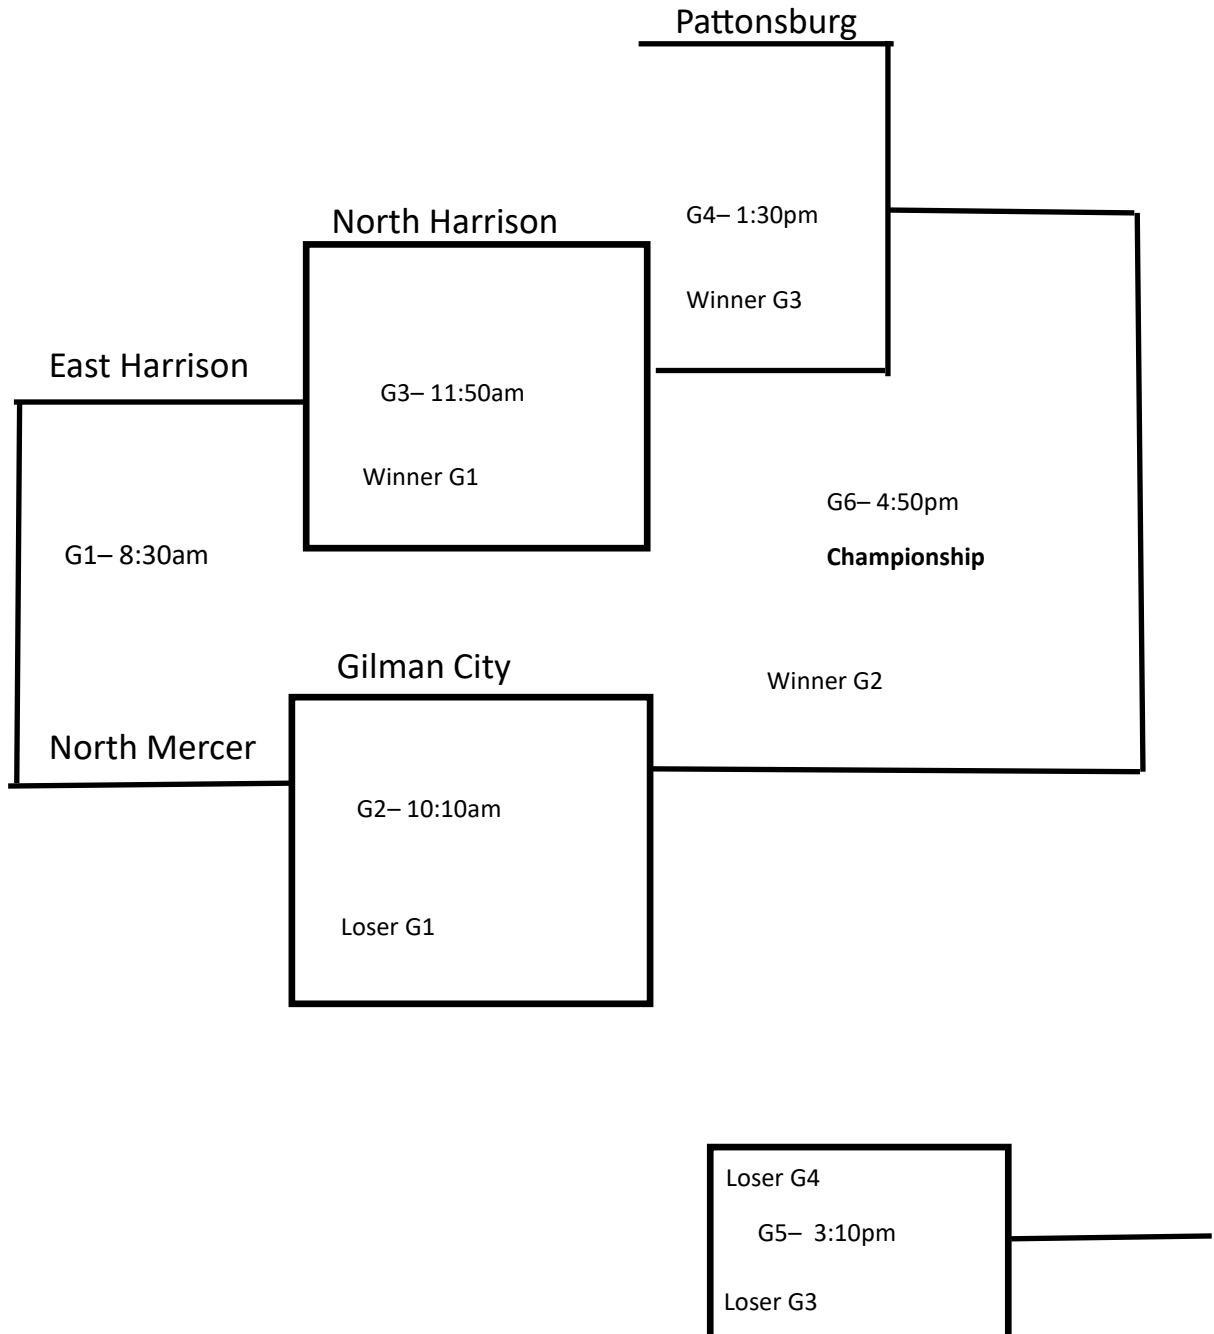 Pattonsburg
G4– 1:30pm
North Harrison
Winner G3
East Harrison
G3– 11:50am
Winner G1
G6– 4:50pm
G1– 8:30am
Championship
Gilman City
Winner G2
North Mercer
G2– 10:10am
Loser G1
Loser G4
G5–  3:10pm
Loser G3